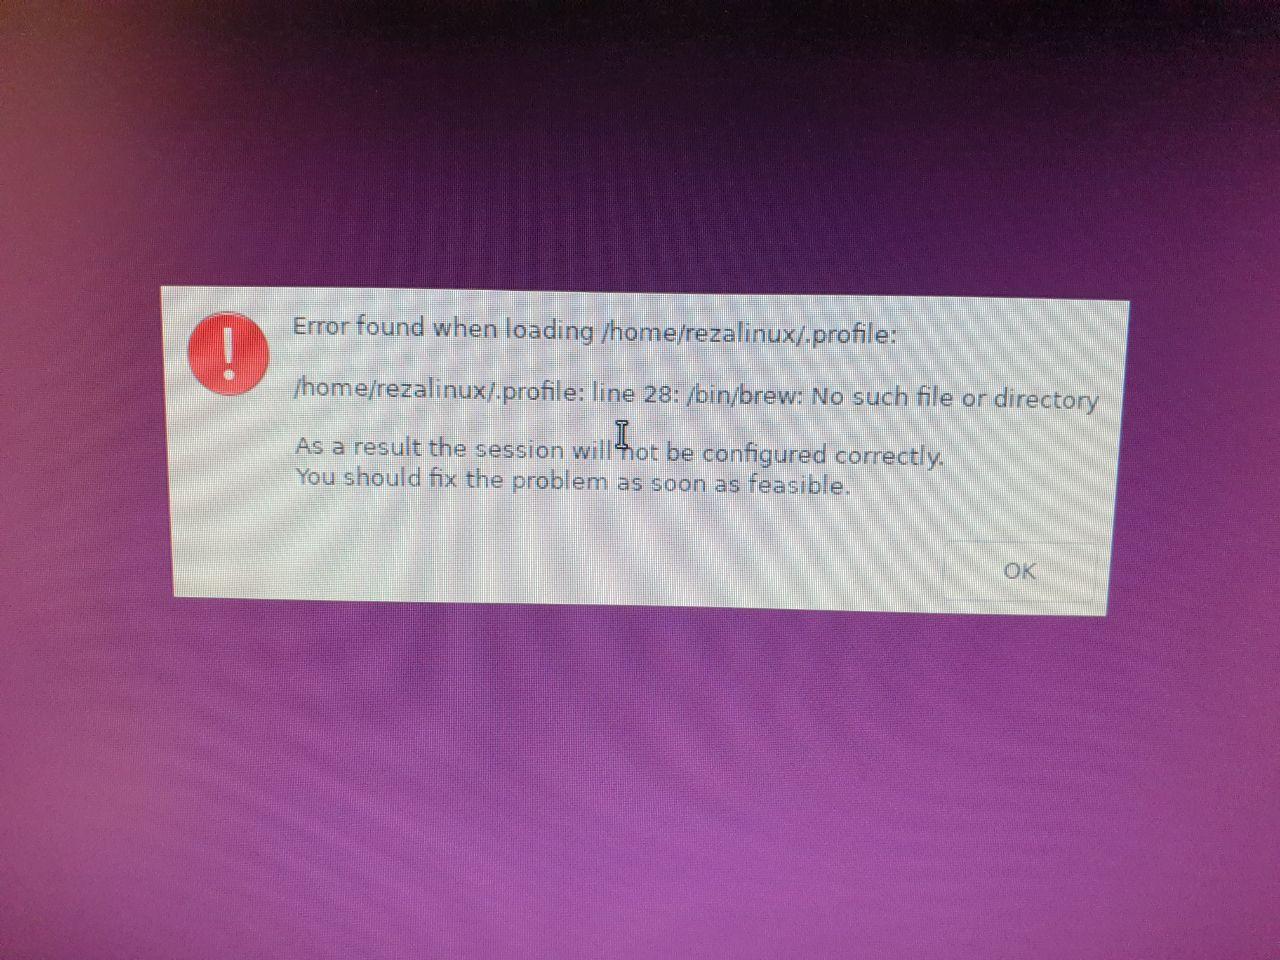 Error found when loading /home/rezalinux/.profile:
/home/rezalinux/.profile: line 28: /bin/brew: No such file or directory
As a result the session will not be configured correctly.
You should fix the problem as soon as feasible.
OK